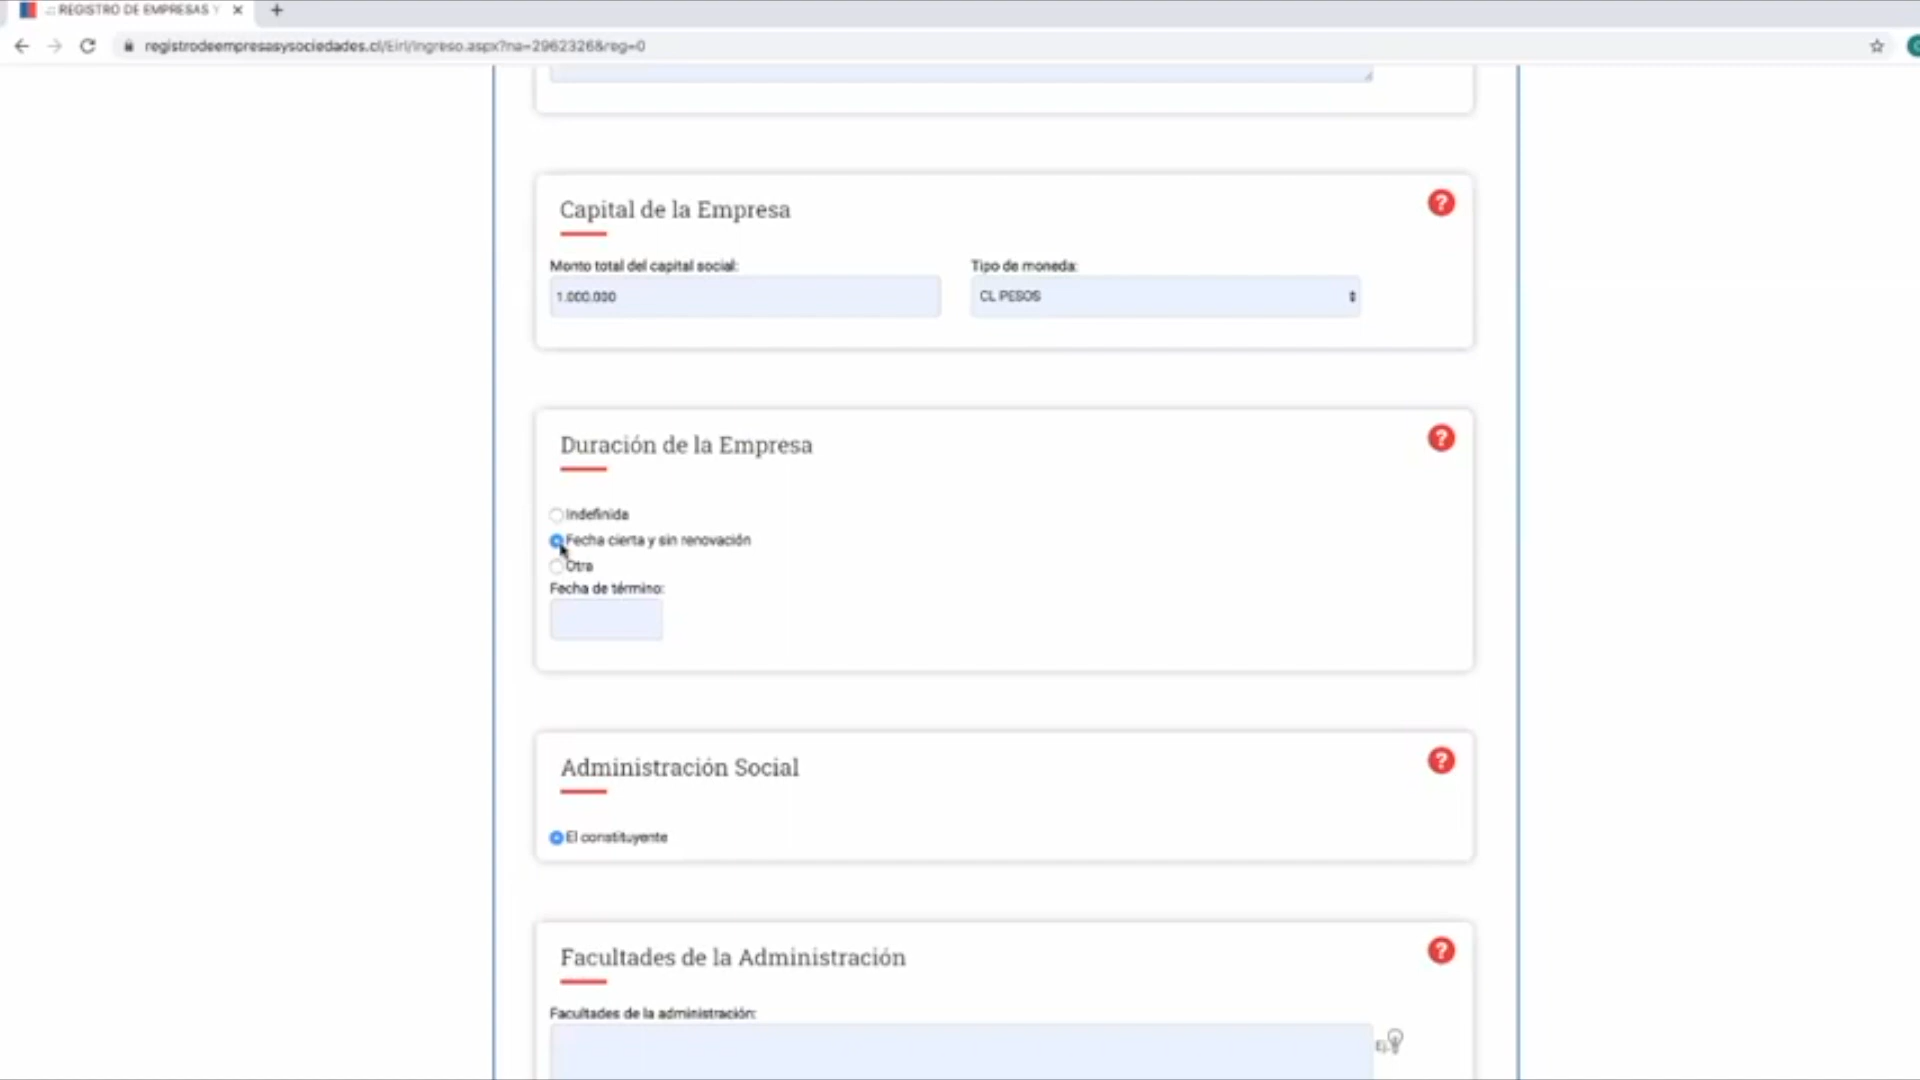 .:: REGISTRO DE EMPRESAS Y
registrodeempresasysociedades.cl/Eirl/Ingreso.aspx?na=2962326&reg=0
Capital de la Empresa
?
Monto total del capital social:
Tipo de moneda:
1.000.000
CL PESOS
Duración de la Empresa
?
Indefinida
Fecha cierta y sin renovación
Otra
Fecha de término:
Administración Social
?
El constituyente
Facultades de la Administración
?
Facultades de la administración:
Ej.